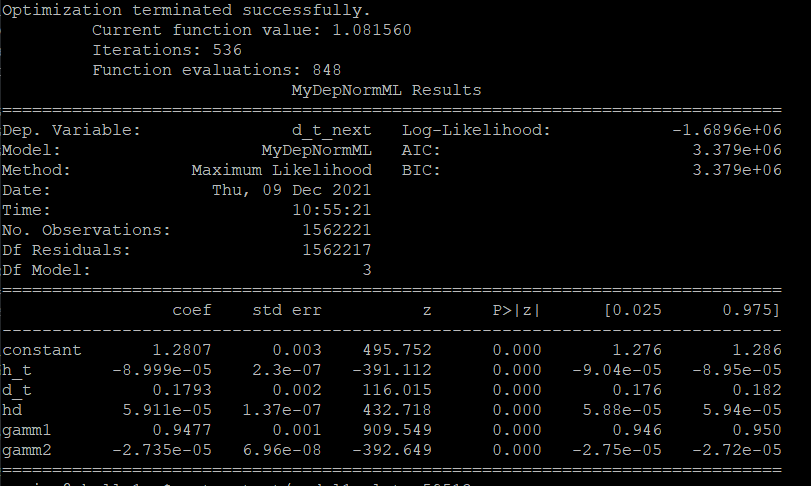 Optimization terminated successfully.
Current function value: 1.081560
Iterations: 536
Function evaluations: 848
MyDepNormML Results
==============================================================================
Dep. Variable: d_t_next Log-Likelihood: -1.6896e+06
Model: MyDepNormML AIC: 3.379e+06
Method: Maximum Likelihood BIC: 3.379e+06
Date: Thu, 09 Dec 2021
Time: 10:55:21
No. Observations: 1562221
Df Residuals: 1562217
Df Model: 3
==============================================================================
coef std err z P>|z| [0.025 0.975]
------------------------------------------------------------------------------
constant 1.2807 0.003 495.752 0.000 1.276 1.286
h_t -8.999e-05 2.3e-07 -391.112 0.000 -9.04e-05 -8.95e-05
d_t 0.1793 0.002 116.015 0.000 0.176 0.182
hd 5.911e-05 1.37e-07 432.718 0.000 5.88e-05 5.94e-05
gamm1 0.9477 0.001 909.549 0.000 0.946 0.950
gamm2 -2.735e-05 6.96e-08 -392.649 0.000 -2.75e-05 -2.72e-05
==============================================================================